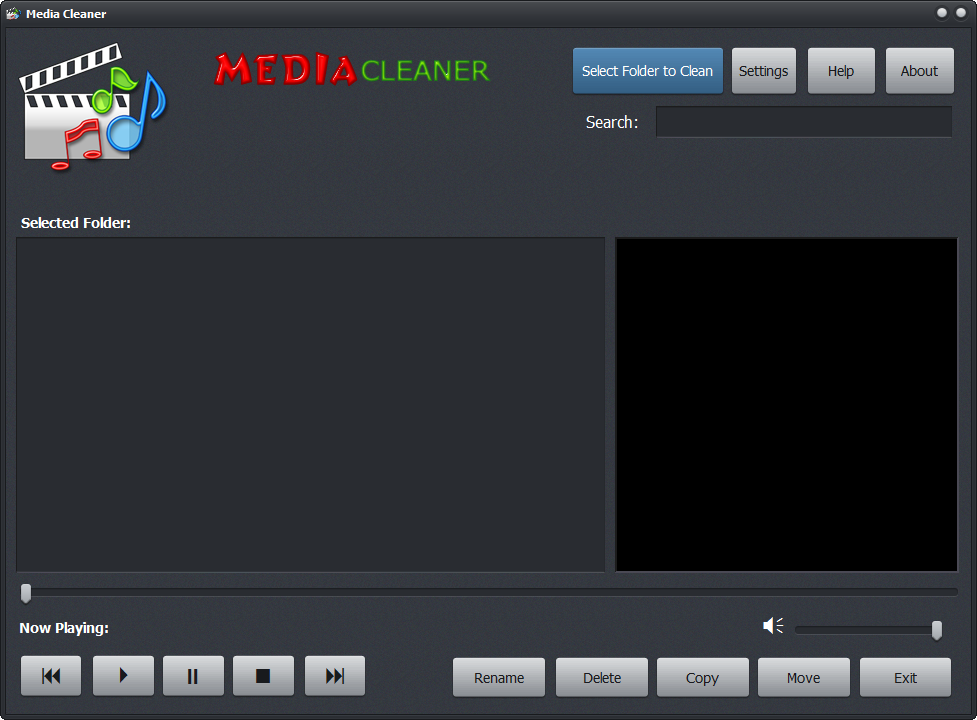 Media Cleaner
MEDIA CLEANER
Select Folder to Clean
Settings
Help
About
Search:
Selected Folder:
Now Playing:
Rename
Delete
Copy
Move
Exit